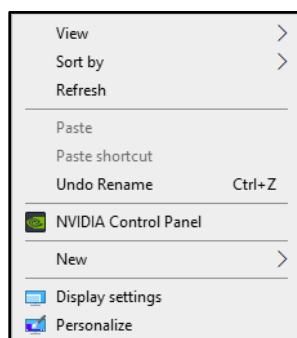 View
Sort by
Refresh
Paste
Paste shortcut
Undo Rename Ctrl+Z
NVIDIA Control Panel
New
Display settings
Personalize